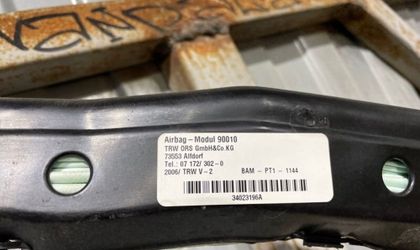 Airbag-Modul 90010
TRW ORS GmbH&Co.KG
73553 Alfdorf
Tel.: 07 172/ 302-0
2006/ TRW V-2 BAM - PT1 - 1144
34023196A